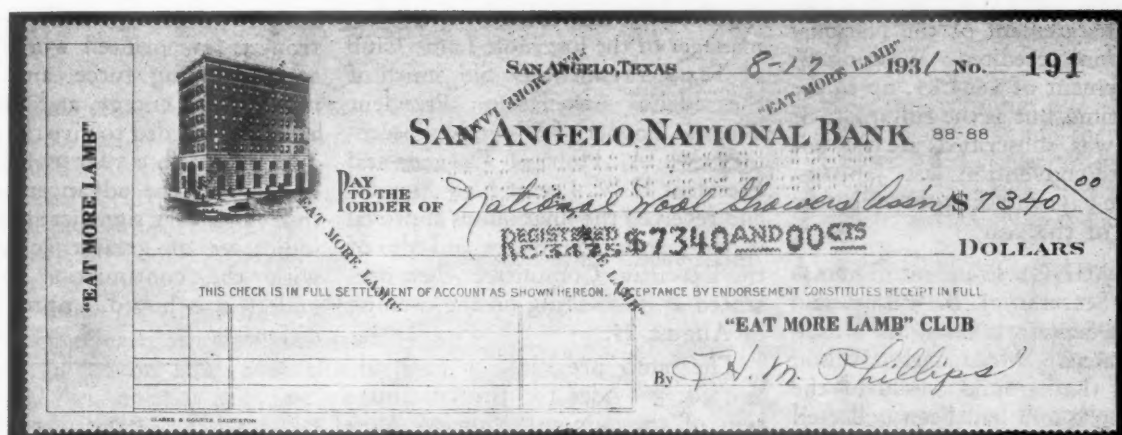 SAN ANGELO, TEXAS 8-17 1931 No. 191
"EAT MORE LAMB"
"EAT MORE LAMB"
SAN ANGELO NATIONAL BANK 88-88
"EAT MORE LAMB"
PAY TO THE ORDER OF National Wool Growers Ass'n $ 7340 00
REGISTERED
RC-3475 $7340 AND 00 CTS DOLLARS
"EAT MORE LAMB"
THIS CHECK IS IN FULL SETTLEMENT OF ACCOUNT AS SHOWN HEREON. ACCEPTANCE BY ENDORSEMENT CONSTITUTES RECEIPT IN FULL
"EAT MORE LAMB" CLUB
By H. M. Phillips